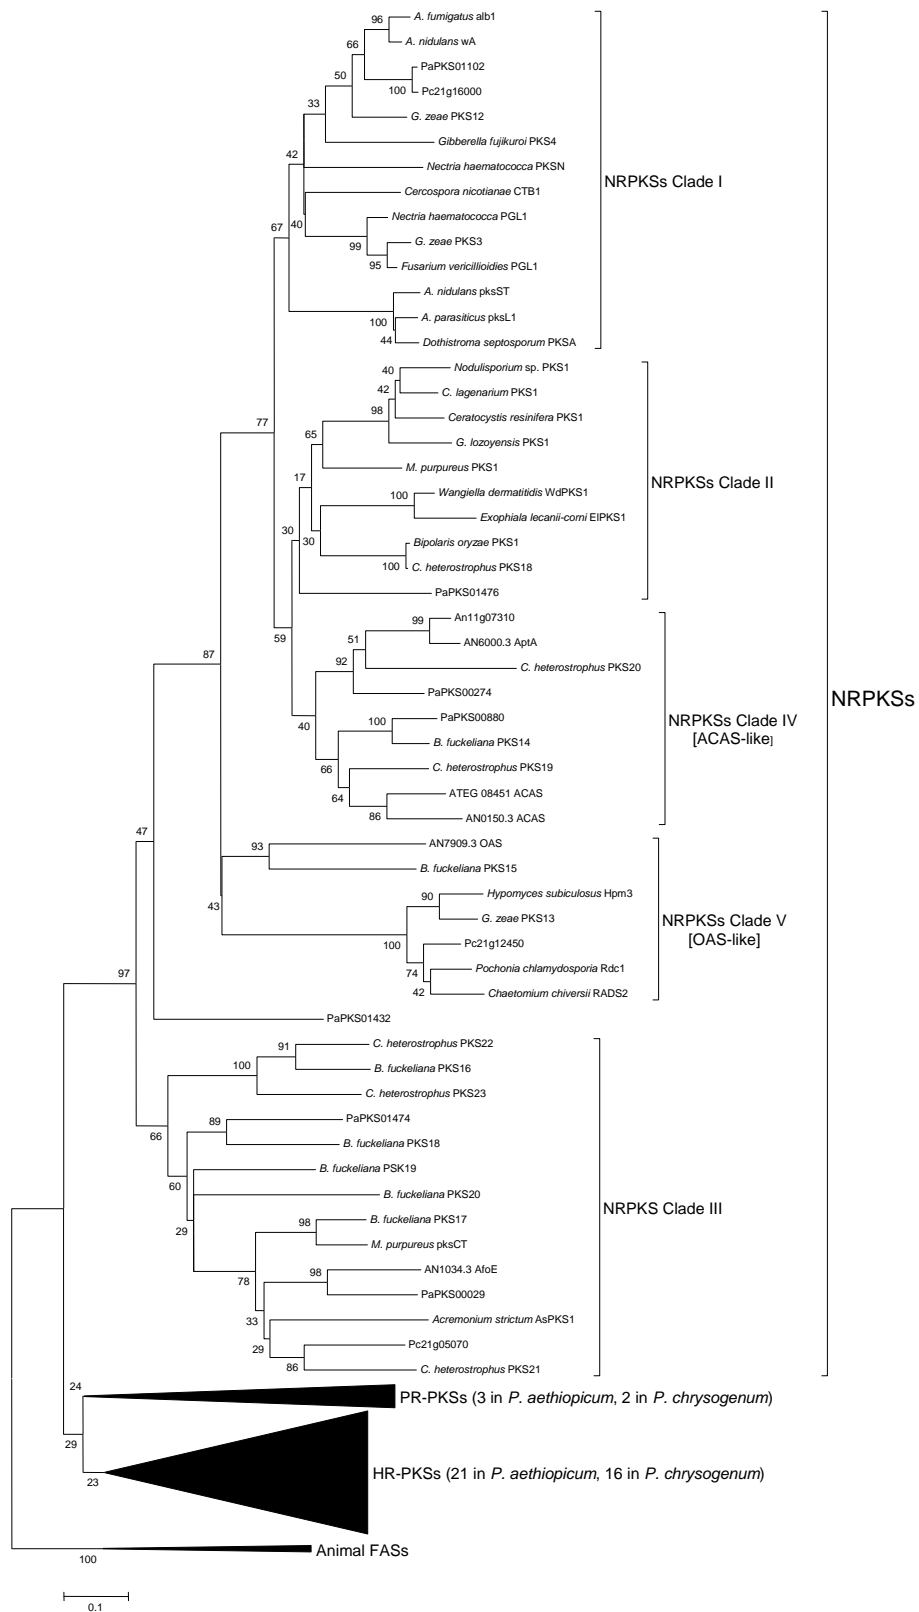 96
A. fumigatus alb1
A. nidulans wA
66
PaPKS01102
50
100
Pc21g16000
33
G. zeae PKS12
Gibberella fujikuroi PKS4
42
Nectria haematococca PKSN
NRPKSs Clade I
Cercospora nicotianae CTB1
Nectria haematococca PGL1
67
40
99
G. zeae PKS3
95
Fusarium vericillioidies PGL1
A. nidulans pksST
A. parasiticus pksL1
100
44
Dothistroma septosporum PKSA
40
Nodulisporium sp. PKS1
42
C. lagenarium PKS1
98
Ceratocystis resinifera PKS1
77
65
G. lozoyensis PKS1
M. purpureus PKS1
17
NRPKSs Clade II
100
Wangiella dermatitidis WdPKS1
Exophiala lecanii-corni ElPKS1
30
30
Bipolaris oryzae PKS1
100
C. heterostrophus PKS18
PaPKS01476
99
An11g07310
59
51
AN6000.3 AptA
87
92
C. heterostrophus PKS20
PaPKS00274
NRPKSs
40
100
PaPKS00880
NRPKSs Clade IV
[ACAS-like]
B. fuckeliana PKS14
66
C. heterostrophus PKS19
64
ATEG 08451 ACAS
86
AN0150.3 ACAS
47
93
AN7909.3 OAS
B. fuckeliana PKS15
90
Hypomyces subiculosus Hpm3
43
G. zeae PKS13
NRPKSs Clade V
[OAS-like]
100
Pc21g12450
97
74
Pochonia chlamydosporia Rdc1
42
Chaetomium chiversii RADS2
PaPKS01432
91
C. heterostrophus PKS22
100
B. fuckeliana PKS16
C. heterostrophus PKS23
89
PaPKS01474
66
B. fuckeliana PKS18
B. fuckeliana PSK19
60
B. fuckeliana PKS20
NRPKS Clade III
29
98
B. fuckeliana PKS17
M. purpureus pksCT
78
98
AN1034.3 AfoE
PaPKS00029
33
Acremonium strictum AsPKS1
29
Pc21g05070
86
C. heterostrophus PKS21
24
PR-PKSs (3 in P. aethiopicum, 2 in P. chrysogenum)
29
23
HR-PKSs (21 in P. aethiopicum, 16 in P. chrysogenum)
100
Animal FASs
0.1